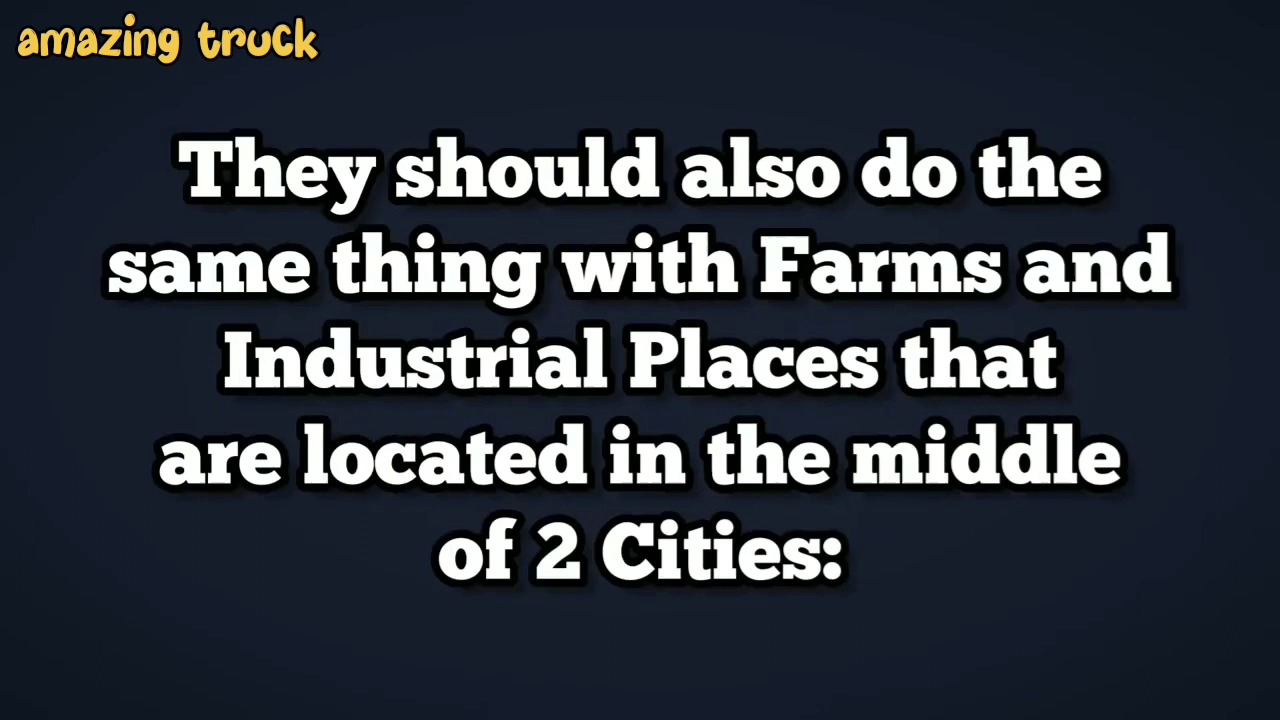 amazing truck
They should also do the
same thing with Farms and
Industrial Places that
are located in the middle
of 2 Cities: